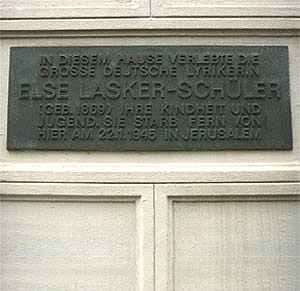 IN DIESEM HAUSE VERLEBTE DIE
GROSSE DEUTSCHE LYRIKERIN
ELSE LASKER-SCHÜLER
(GEB.1869) IHRE KINDHEIT UND
JUGEND. SIE STARB FERN VON
HIER AM 22.1.1945 IN JERUSALEM